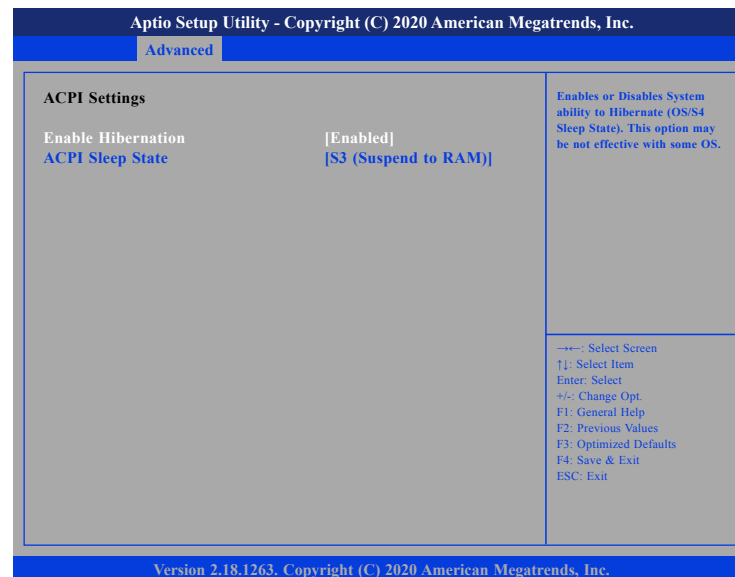 Aptio Setup Utility - Copyright (C) 2020 American Megatrends, Inc.
Advanced
ACPI Settings
Enable Hibernation [Enabled]
ACPI Sleep State [S3 (Suspend to RAM)]
Enables or Disables System
ability to Hibernate (OS/S4
Sleep State). This option may
be not effective with some OS.
→←: Select Screen
↑↓: Select Item
Enter: Select
+/-: Change Opt.
F1: General Help
F2: Previous Values
F3: Optimized Defaults
F4: Save & Exit
ESC: Exit
Version 2.18.1263. Copyright (C) 2020 American Megatrends, Inc.